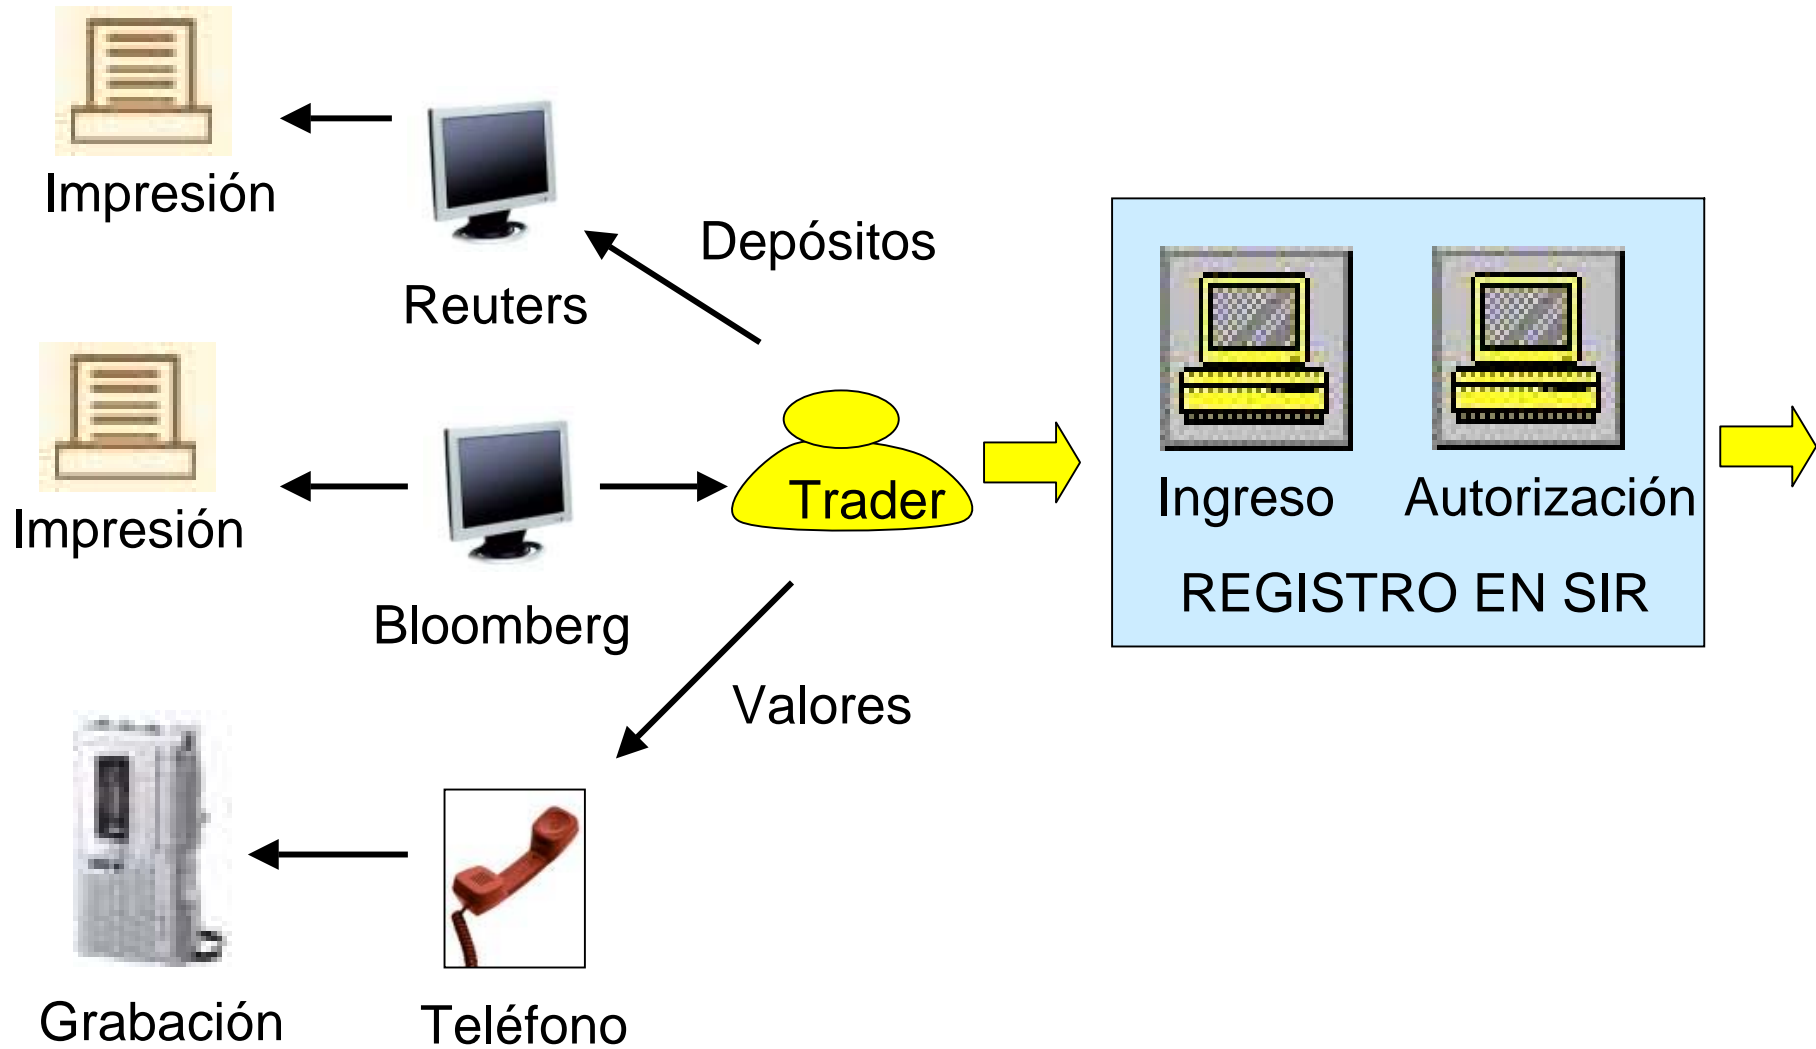 Impresión
Depósitos
Reuters
Impresión
Trader
Ingreso
Autorización
REGISTRO EN SIR
Bloomberg
Valores
Grabación
Teléfono